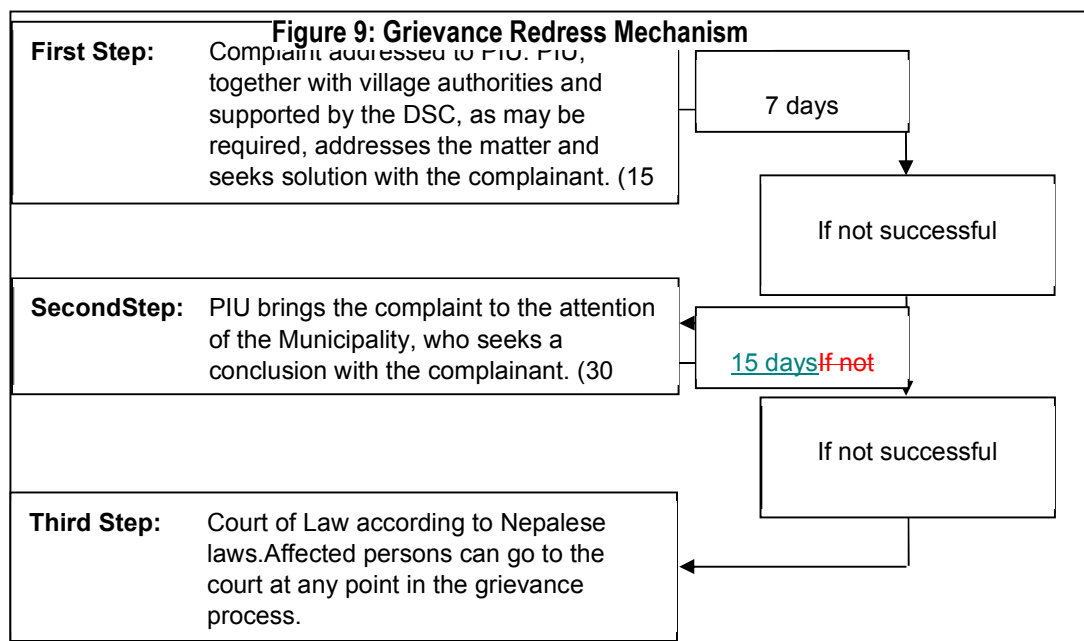 Figure 9: Grievance Redress Mechanism
First Step: Complaint addressed to PIU. PIU,
together with village authorities and
supported by the DSC, as may be
required, addresses the matter and
seeks solution with the complainant. (15
7 days
If not successful
SecondStep: PIU brings the complaint to the attention
of the Municipality, who seeks a
conclusion with the complainant. (30
15 daysIf not
If not successful
Third Step: Court of Law according to Nepalese
laws.Affected persons can go to the
court at any point in the grievance
process.